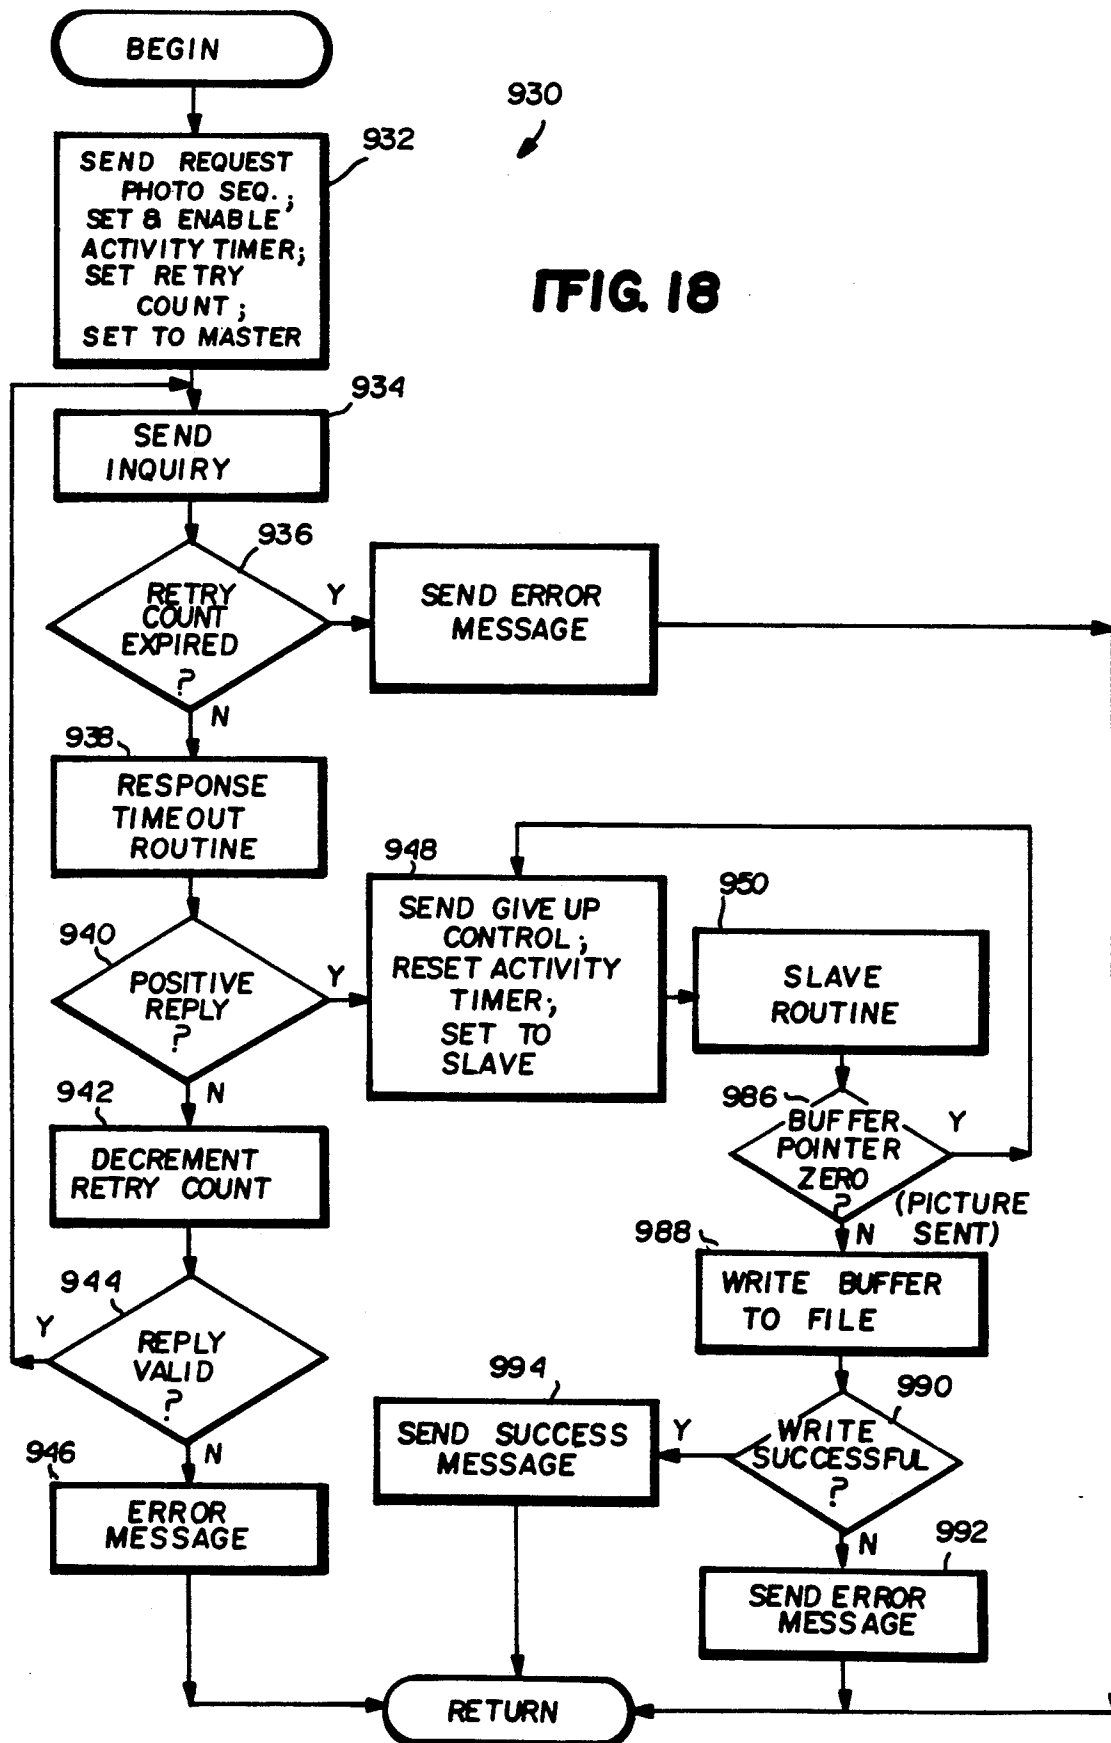 BEGIN
930
932
SEND REQUEST
PHOTO SEQ.;
SET & ENABLE
ACTIVITY TIMER;
SET RETRY
COUNT;
SET TO MASTER
FIG. 18
934
SEND
INQUIRY
936
RETRY
COUNT
EXPIRED
?
Y
N
SEND ERROR
MESSAGE
938
RESPONSE
TIMEOUT
ROUTINE
940
POSITIVE
REPLY
?
Y
N
948
SEND GIVE UP
CONTROL;
RESET ACTIVITY
TIMER;
SET TO
SLAVE
950
SLAVE
ROUTINE
942
DECREMENT
RETRY COUNT
986
BUFFER
POINTER
ZERO
?
Y
N
(PICTURE
SENT)
944
REPLY
VALID
?
Y
N
988
WRITE BUFFER
TO FILE
994
SEND SUCCESS
MESSAGE
990
WRITE
SUCCESSFUL
?
Y
N
946
ERROR
MESSAGE
992
SEND ERROR
MESSAGE
RETURN